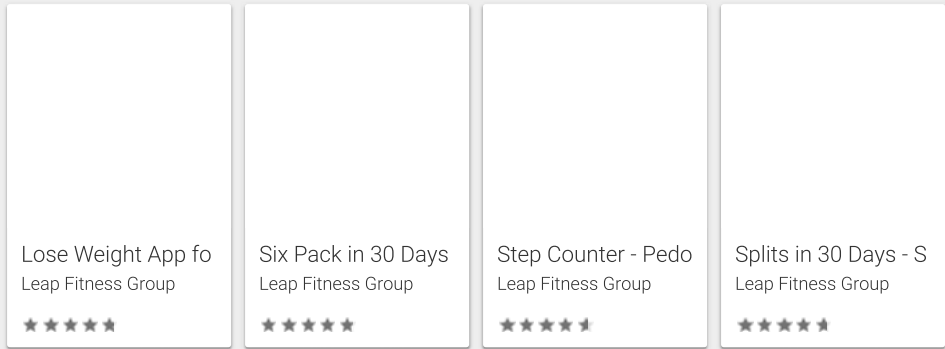 Lose Weight App fo
Leap Fitness Group
Six Pack in 30 Days
Leap Fitness Group
Step Counter - Pedo
Leap Fitness Group
Splits in 30 Days - S
Leap Fitness Group